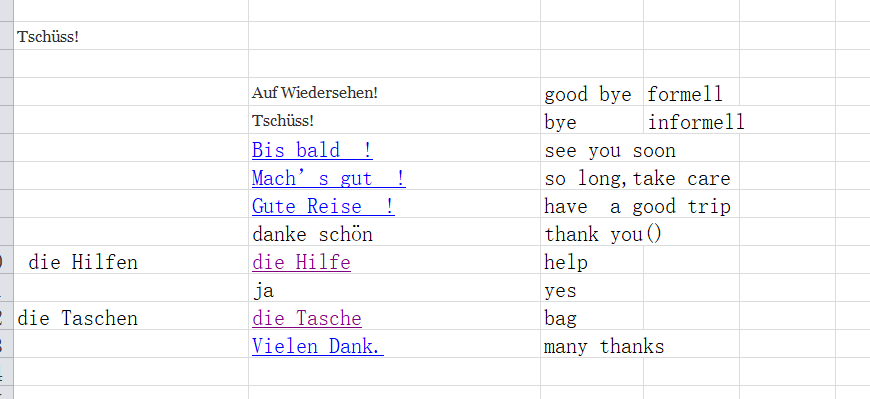 Tschüss!
Auf Wiedersehen! good bye formell
Tschüss! bye informell
Bis bald ! see you soon
Mach’s gut ! so long,take care
Gute Reise ! have a good trip
danke schön thank you()
die Hilfen die Hilfe help
ja yes
die Taschen die Tasche bag
Vielen Dank. many thanks